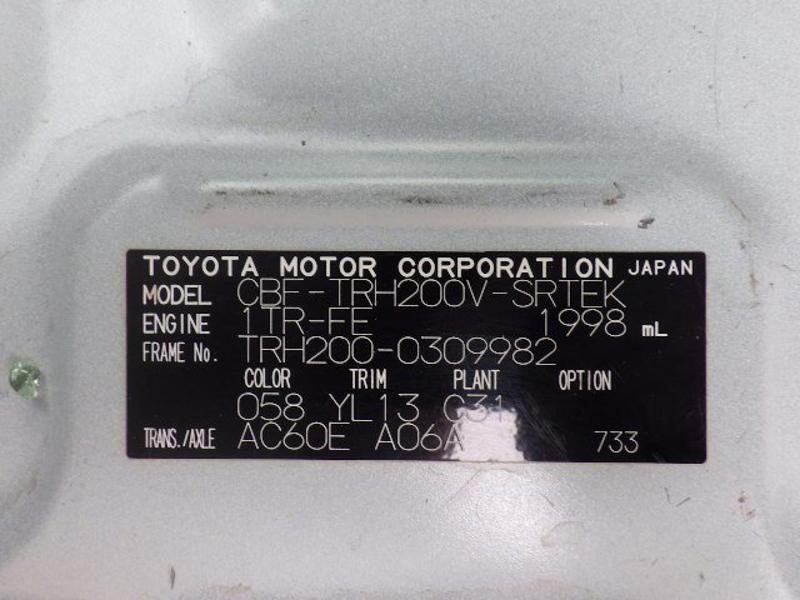 TOYOTA MOTOR CORPORATION JAPAN
MODEL CBF-TRH200V-SRTEK
ENGINE 1TR-FE 1998 mL
FRAME No. TRH200-0309982
COLOR TRIM PLANT OPTION
058 YL13 C31
TRANS./AXLE AC60E A06A 733